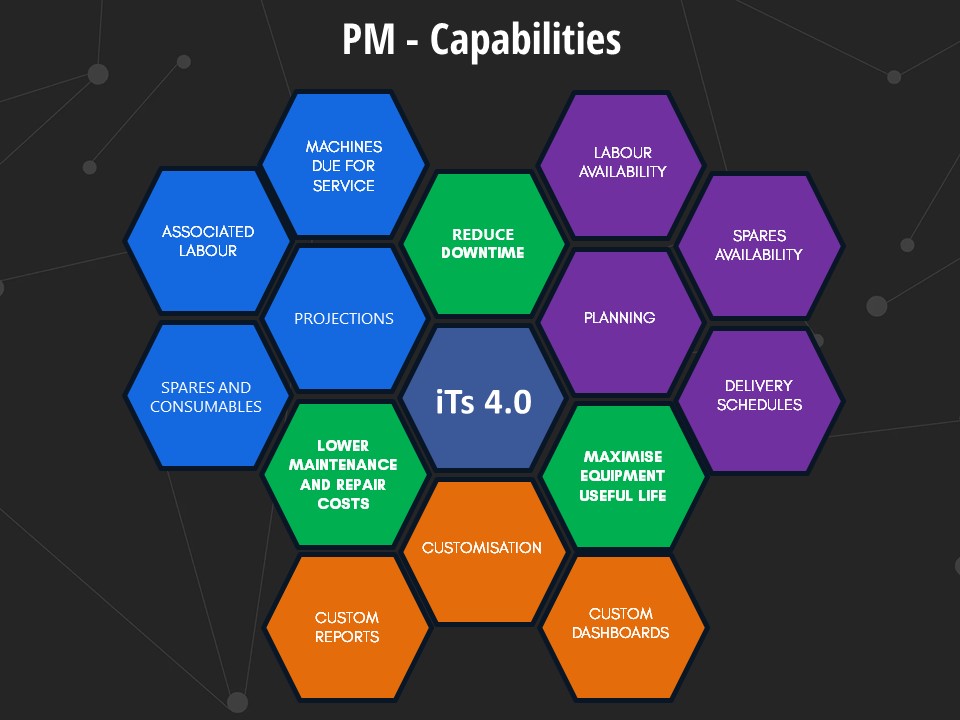 PM - Capabilities
MACHINES
DUE FOR
SERVICE
LABOUR
AVAILABILITY
ASSOCIATED
LABOUR
REDUCE
DOWNTIME
SPARES
AVAILABILITY
PROJECTIONS
PLANNING
SPARES AND
CONSUMABLES
iTs 4.0
DELIVERY
SCHEDULES
LOWER
MAINTENANCE
AND REPAIR
COSTS
MAXIMISE
EQUIPMENT
USEFUL LIFE
CUSTOMISATION
CUSTOM
REPORTS
CUSTOM
DASHBOARDS